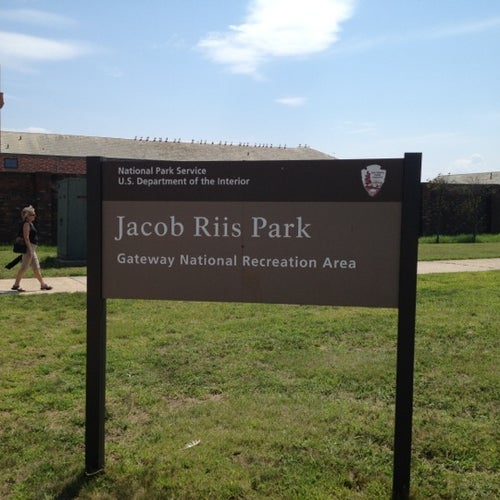 National Park Service
U.S. Department of the Interior
Jacob Riis Park
Gateway National Recreation Area